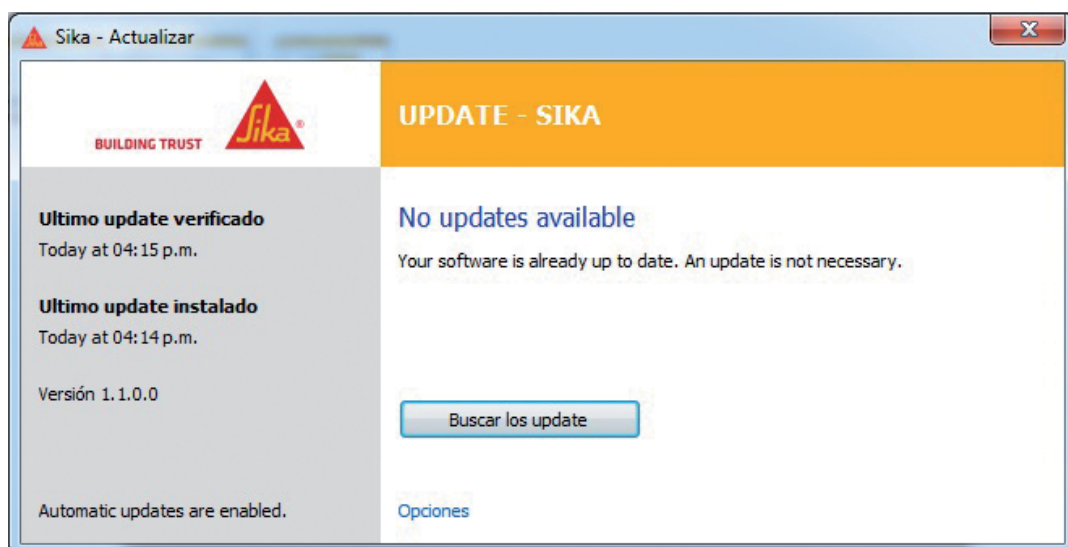 Sika - Actualizar
BUILDING TRUST
Sika®
UPDATE - SIKA
Ultimo update verificado
Today at 04:15 p.m.
Ultimo update instalado
Today at 04:14 p.m.
Versión 1.1.0.0
Automatic updates are enabled.
No updates available
Your software is already up to date. An update is not necessary.
Buscar los update
Opciones